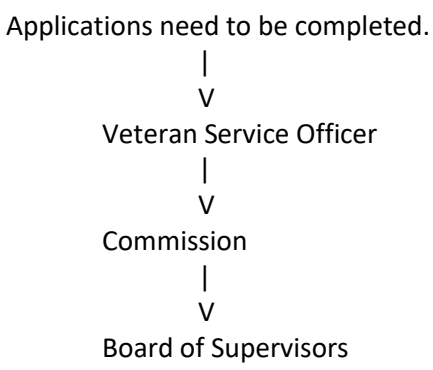 Applications need to be completed.
|
V
Veteran Service Officer
|
V
Commission
|
V
Board of Supervisors